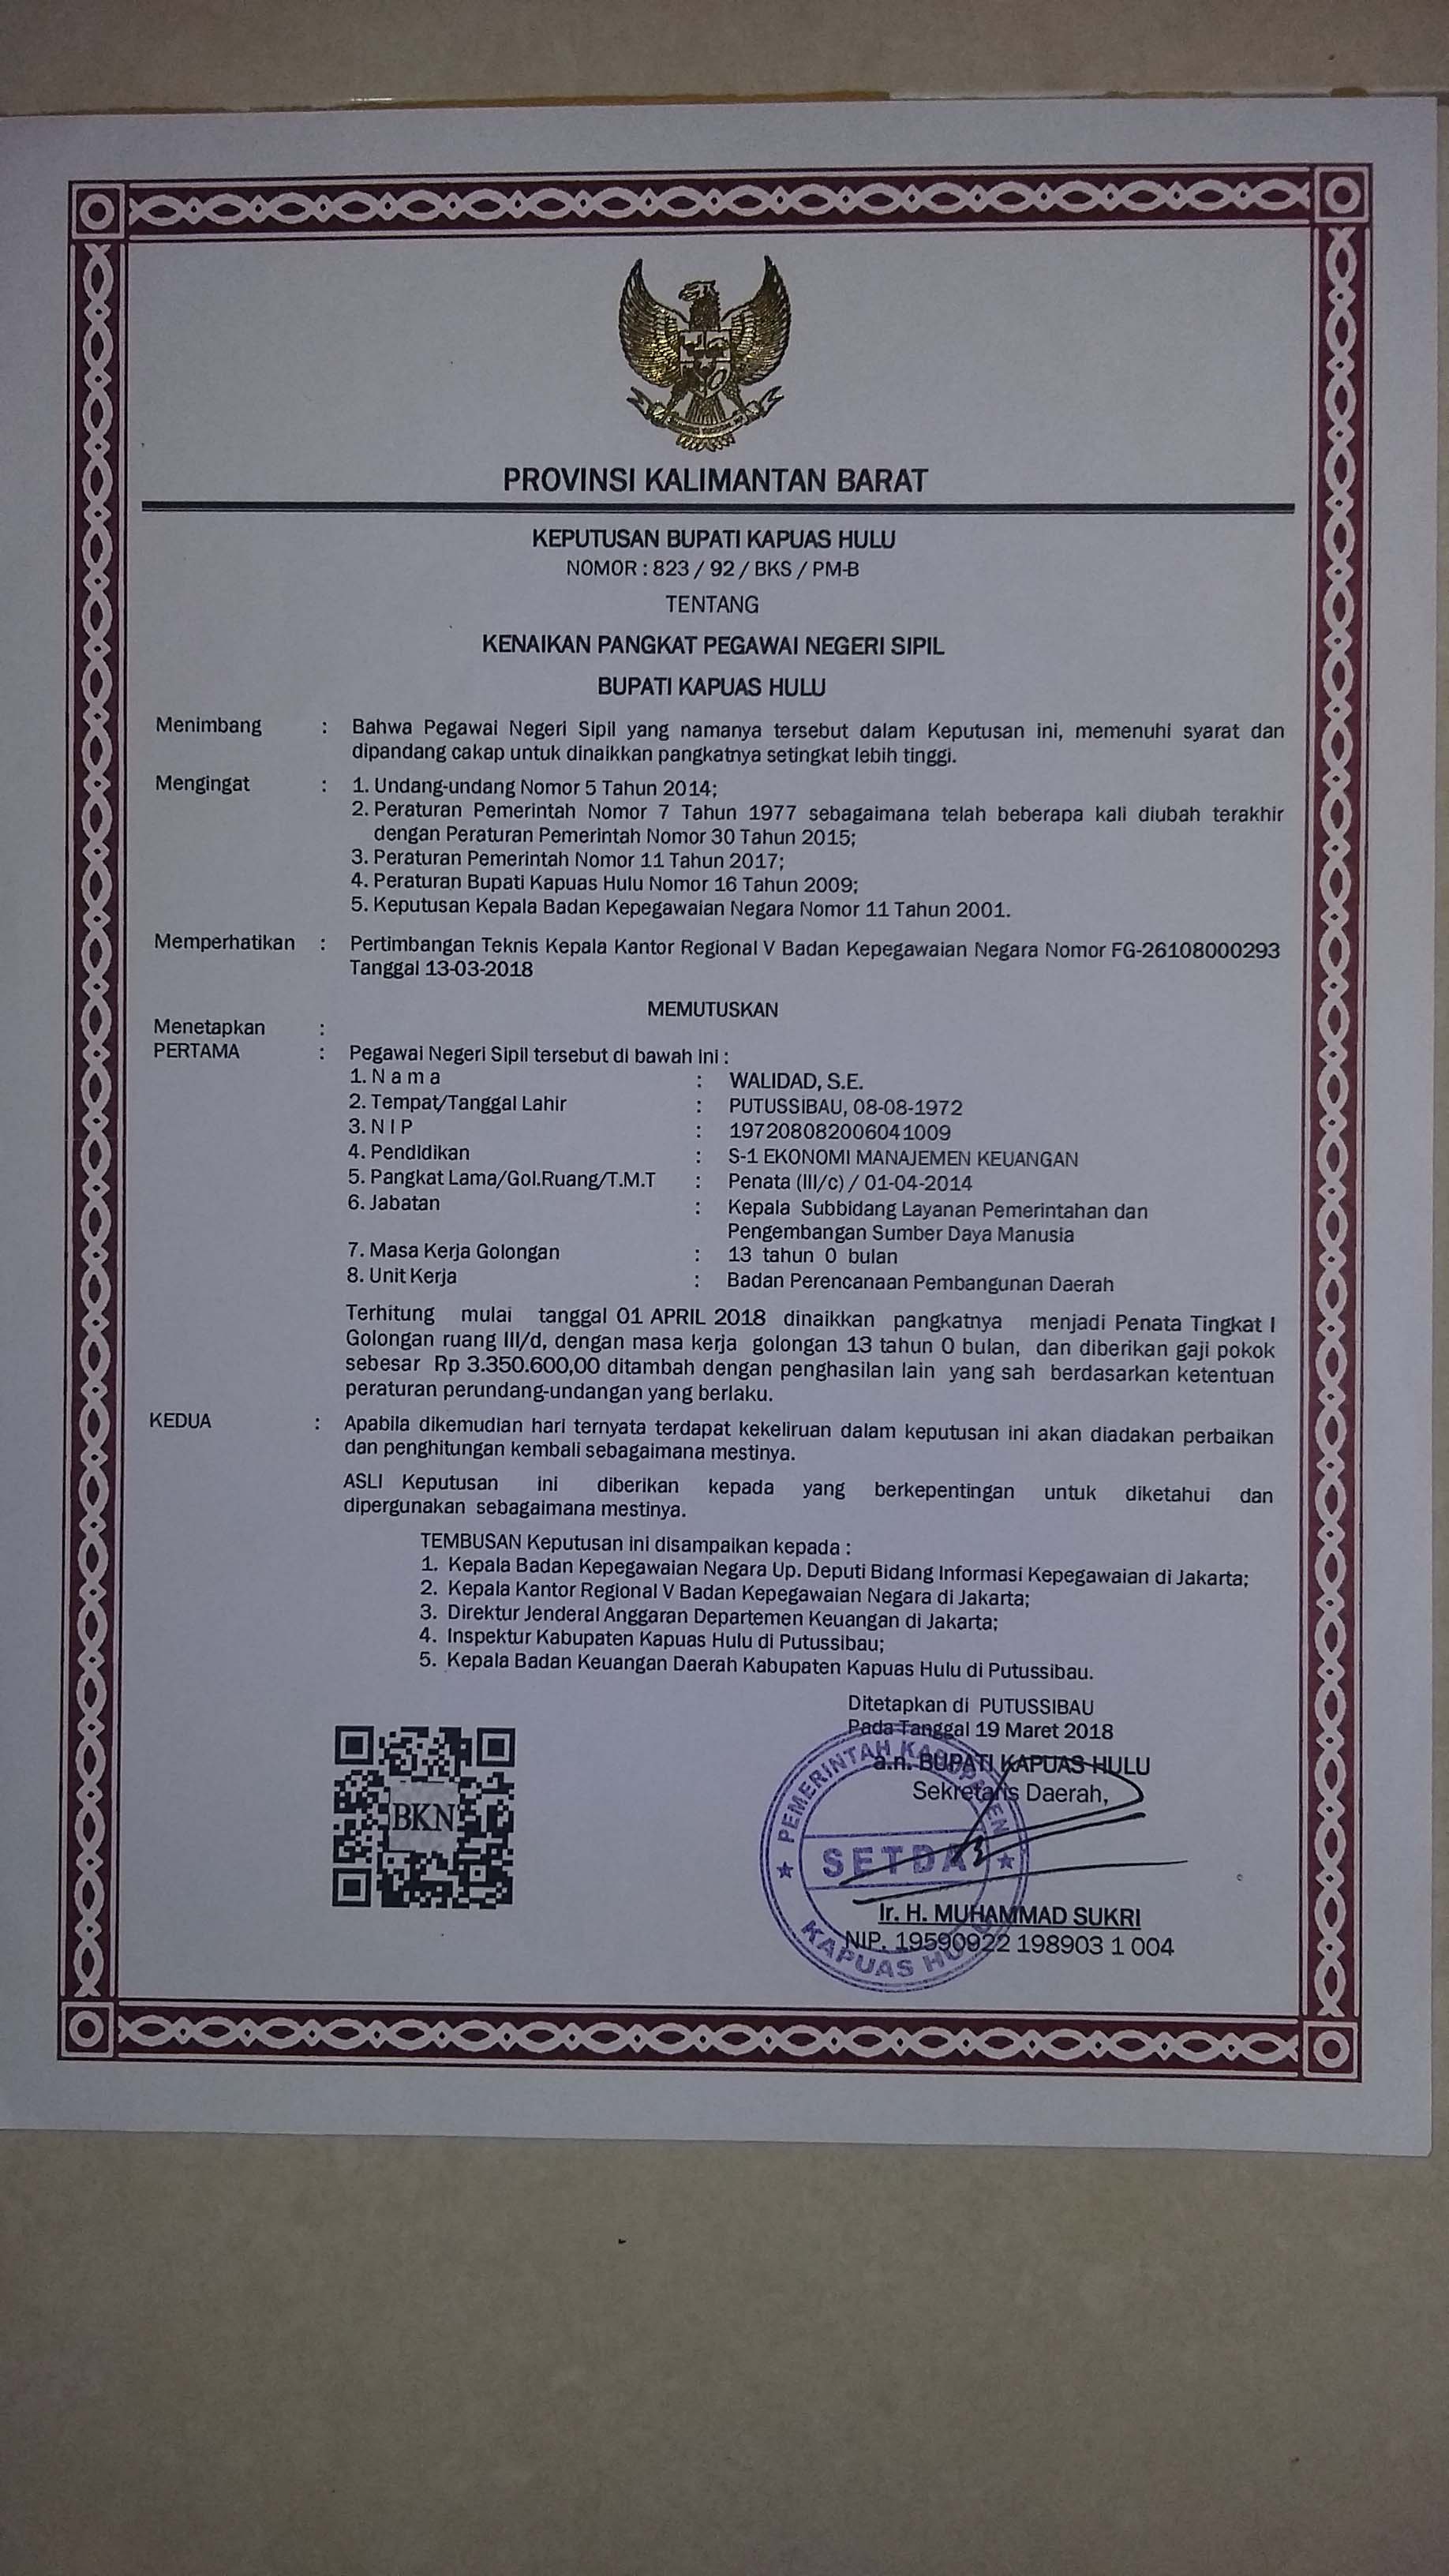 PROVINSI KALIMANTAN BARAT
KEPUTUSAN BUPATI KAPUAS HULU
NOMOR : 823 / 92 / BKS / PM-B
TENTANG
KENAIKAN PANGKAT PEGAWAI NEGERI SIPIL
BUPATI KAPUAS HULU
Menimbang : Bahwa Pegawai Negeri Sipil yang namanya tersebut dalam Keputusan ini, memenuhi syarat dan
dipandang cakap untuk dinaikkan pangkatnya setingkat lebih tinggi.
Mengingat : 1. Undang-undang Nomor 5 Tahun 2014;
2. Peraturan Pemerintah Nomor 7 Tahun 1977 sebagaimana telah beberapa kali diubah terakhir
dengan Peraturan Pemerintah Nomor 30 Tahun 2015;
3. Peraturan Pemerintah Nomor 11 Tahun 2017;
4. Peraturan Bupati Kapuas Hulu Nomor 16 Tahun 2009;
5. Keputusan Kepala Badan Kepegawaian Negara Nomor 11 Tahun 2001.
Memperhatikan : Pertimbangan Teknis Kepala Kantor Regional V Badan Kepegawaian Negara Nomor FG-26108000293
Tanggal 13-03-2018
MEMUTUSKAN
Menetapkan :
PERTAMA : Pegawai Negeri Sipil tersebut di bawah ini :
1. N a m a : WALIDAD, S.E.
2. Tempat/Tanggal Lahir : PUTUSSIBAU, 08-08-1972
3. N I P : 197208082006041009
4. Pendidikan : S-1 EKONOMI MANAJEMEN KEUANGAN
5. Pangkat Lama/Gol.Ruang/T.M.T : Penata (III/c) / 01-04-2014
6. Jabatan : Kepala Subbidang Layanan Pemerintahan dan
Pengembangan Sumber Daya Manusia
7. Masa Kerja Golongan : 13 tahun 0 bulan
8. Unit Kerja : Badan Perencanaan Pembangunan Daerah
Terhitung mulai tanggal 01 APRIL 2018 dinaikkan pangkatnya menjadi Penata Tingkat I
Golongan ruang III/d, dengan masa kerja golongan 13 tahun 0 bulan, dan diberikan gaji pokok
sebesar Rp 3.350.600,00 ditambah dengan penghasilan lain yang sah berdasarkan ketentuan
peraturan perundang-undangan yang berlaku.
KEDUA : Apabila dikemudian hari ternyata terdapat kekeliruan dalam keputusan ini akan diadakan perbaikan
dan penghitungan kembali sebagaimana mestinya.
ASLI Keputusan ini diberikan kepada yang berkepentingan untuk diketahui dan
dipergunakan sebagaimana mestinya.
TEMBUSAN Keputusan ini disampaikan kepada :
1. Kepala Badan Kepegawaian Negara Up. Deputi Bidang Informasi Kepegawaian di Jakarta;
2. Kepala Kantor Regional V Badan Kepegawaian Negara di Jakarta;
3. Direktur Jenderal Anggaran Departemen Keuangan di Jakarta;
4. Inspektur Kabupaten Kapuas Hulu di Putussibau;
5. Kepala Badan Keuangan Daerah Kabupaten Kapuas Hulu di Putussibau.
Ditetapkan di PUTUSSIBAU
Pada Tanggal 19 Maret 2018
a.n. BUPATI KAPUAS HULU
Sekretaris Daerah,
BKN
PEMERINTAH KABUPATEN
SETDA
KAPUAS HULU
Ir. H. MUHAMMAD SUKRI
NIP. 19590922 198903 1 004